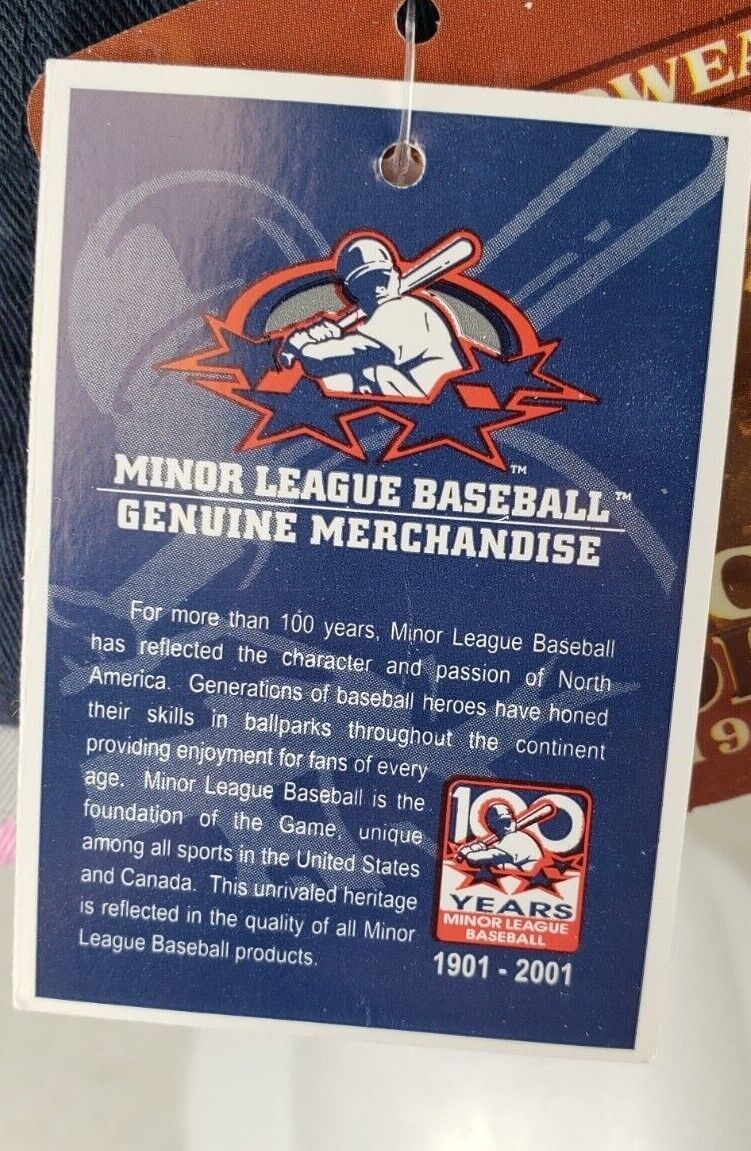 MINOR LEAGUE BASEBALL™
GENUINE MERCHANDISE
For more than 100 years, Minor League Baseball
has reflected the character and passion of North
America. Generations of baseball heroes have honed
their skills in ballparks throughout the continent
providing enjoyment for fans of every
age. Minor League Baseball is the
foundation of the Game, unique
among all sports in the United States
and Canada. This unrivaled heritage
is reflected in the quality of all Minor
League Baseball products.
100
YEARS
MINOR LEAGUE
BASEBALL
1901 - 2001